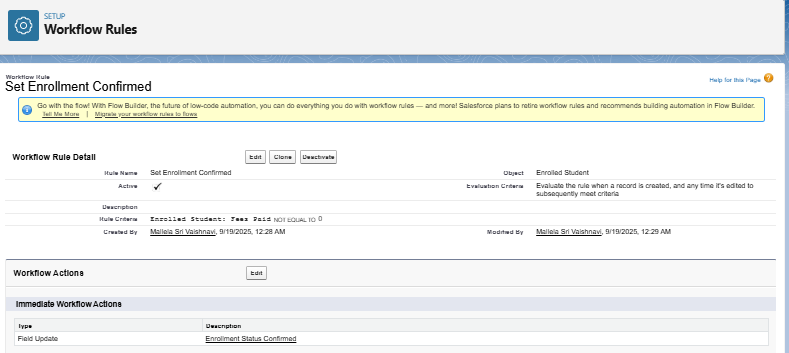 SETUP
Workflow Rules
Workflow Rule
Set Enrollment Confirmed
Help for this Page ?
Go with the flow! With Flow Builder, the future of low-code automation, you can do everything you do with workflow rules — and more! Salesforce plans to retire workflow rules and recommends building automation in Flow Builder.
Tell Me More | Migrate your workflow rules to flows
Workflow Rule Detail Edit Clone Deactivate
Rule Name Set Enrollment Confirmed Object Enrolled Student
Active ✓ Evaluation Criteria Evaluate the rule when a record is created, and any time it's edited to
subsequently meet criteria
Description
Rule Criteria Enrolled Student: Fees Paid NOT EQUAL TO 0
Created By Mallela Sri Vaishnavi, 9/19/2025, 12:28 AM Modified By Mallela Sri Vaishnavi, 9/19/2025, 12:29 AM
Workflow Actions Edit
Immediate Workflow Actions
Type Description
Field Update Enrollment Status Confirmed